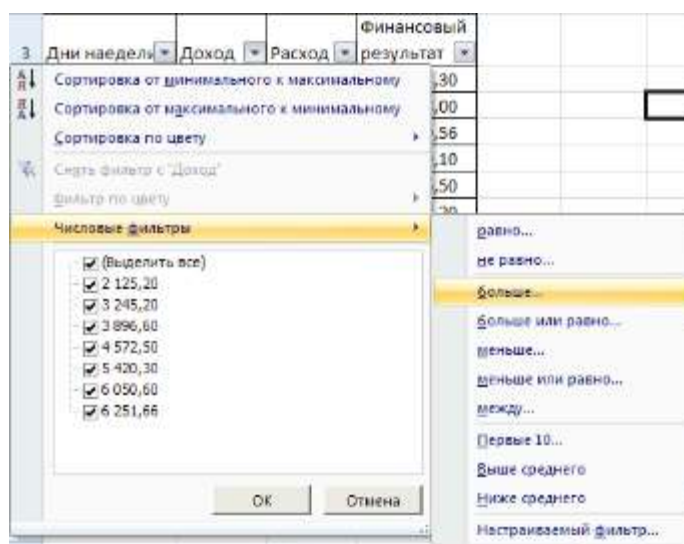 Финансовый
3 Дни наедель Доход Расход результат
Сортировка от минимального к максимальному ,30
Сортировка от максимального к минимальному ,00
Сортировка по цвету ,56
Снять фильтр с "Доход" ,10
Фильтр по цвету ,50
Числовые фильтры
равно...
(Выделить все)
не равно...
2 125,20
больше...
3 245,20
3 896,60
больше или равно...
4 572,50
меньше...
5 420,30
меньше или равно...
6 050,60
между...
6 251,66
Первые 10...
Выше среднего
ОК Отмена
Ниже среднего
Настраиваемый фильтр...